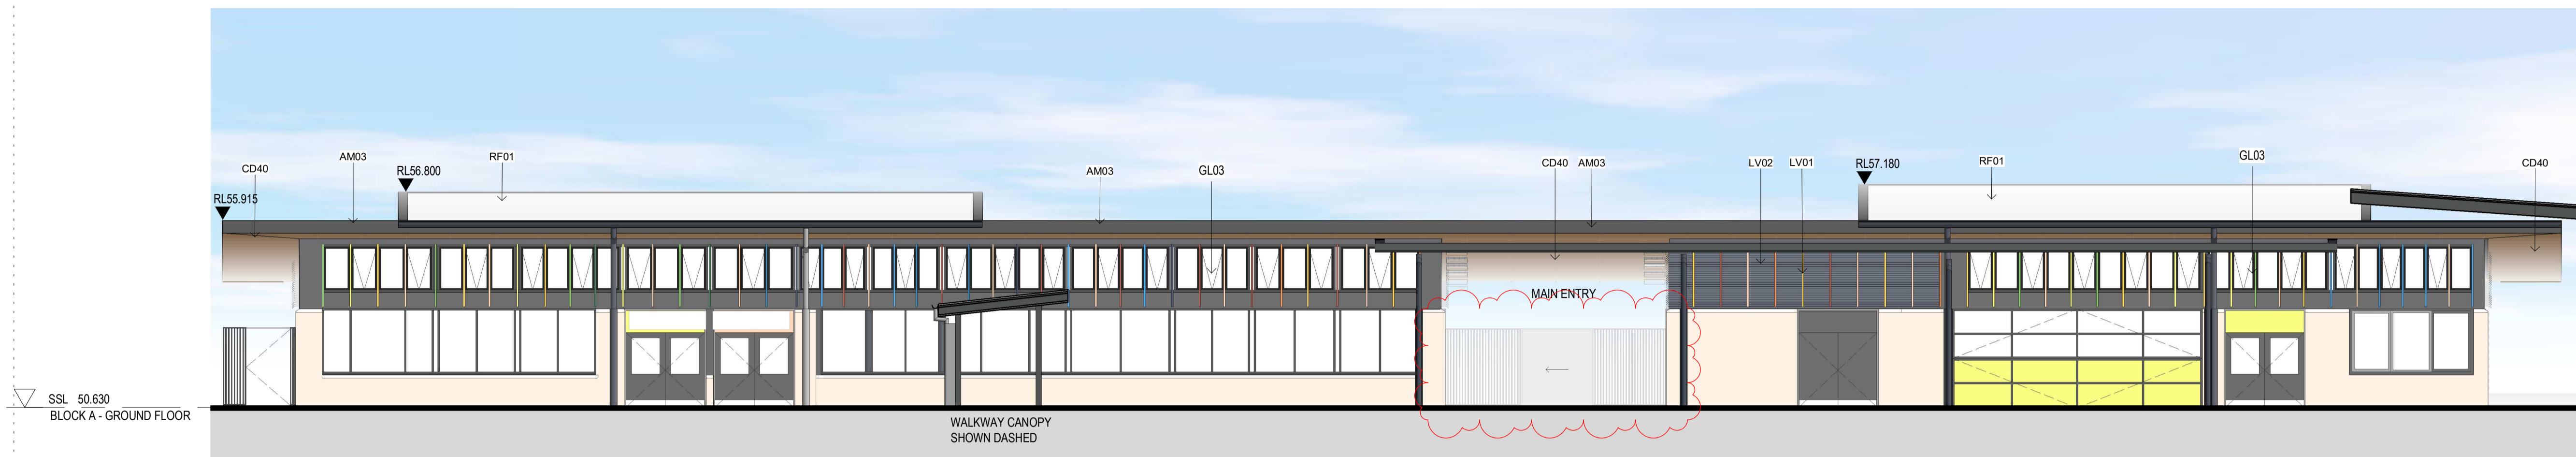 CD40
AM03
RF01
RL56.800
RL55.915
AM03
GL03
CD40
AM03
LV02
LV01
RL57.180
RF01
GL03
CD40
MAIN ENTRY
SSL 50.630
BLOCK A - GROUND FLOOR
WALKWAY CANOPY
SHOWN DASHED